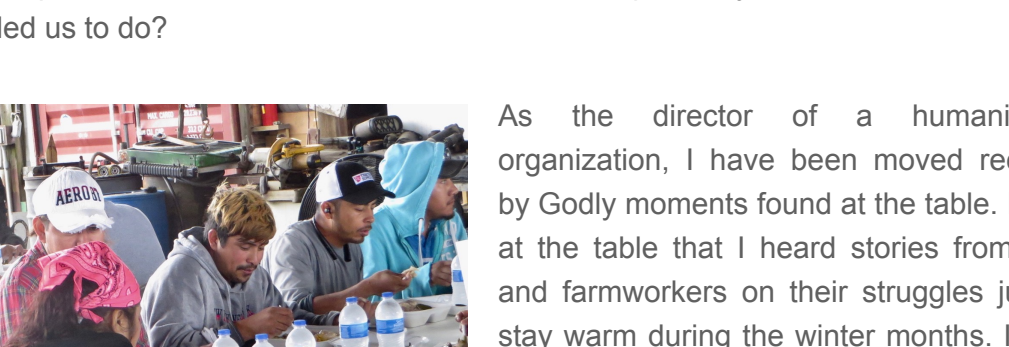 led us to do?
As the director of a humani
organization, I have been moved rec
by Godly moments found at the table.
at the table that I heard stories from
and farmworkers on their struggles ju
stay warm during the winter months. I